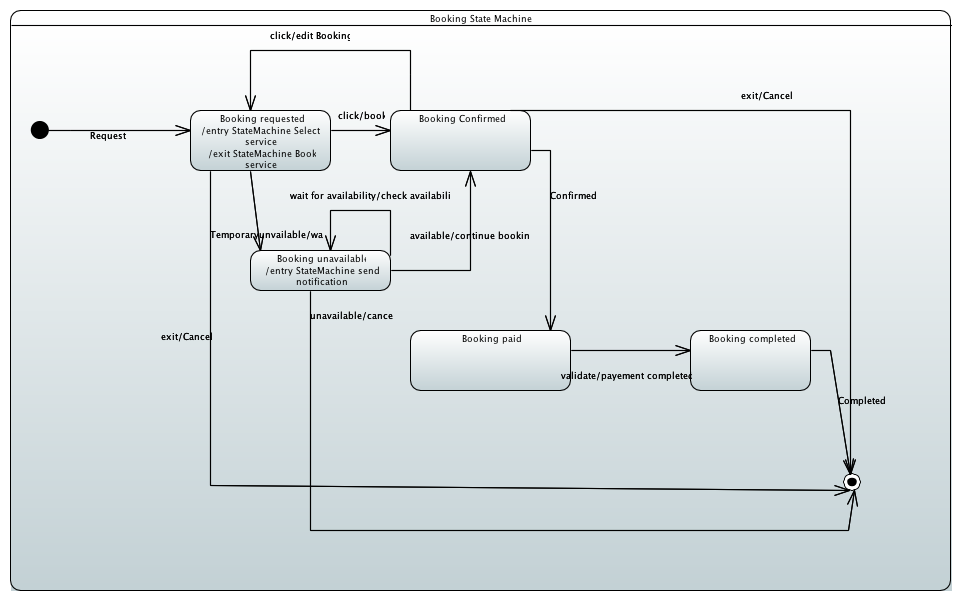 Booking State Machine
click/edit Booking
exit/Cancel
Request
Booking requested
/entry StateMachine Select
service
/exit StateMachine Book
service
click/book
Booking Confirmed
wait for availability/check availabili
Confirmed
Temporar unvailable/wa
available/continue bookin
Booking unavailable
/entry StateMachine send
notification
unavailable/cance
exit/Cancel
Booking paid
Booking completed
validate/payement completed
Completed